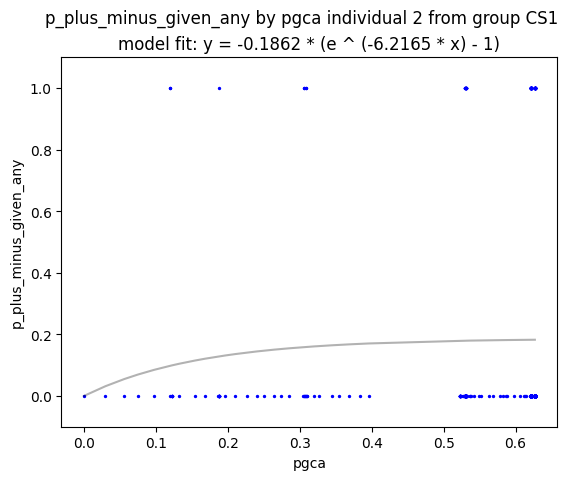 p_plus_minus_given_any by pgca individual 2 from group CS1
model fit: y = -0.1862 * (e ^ (-6.2165 * x) - 1)
1.0
0.8
0.6
0.4
0.2
0.0
p_plus_minus_given_any
0.0 0.1 0.2 0.3 0.4 0.5 0.6
pgca